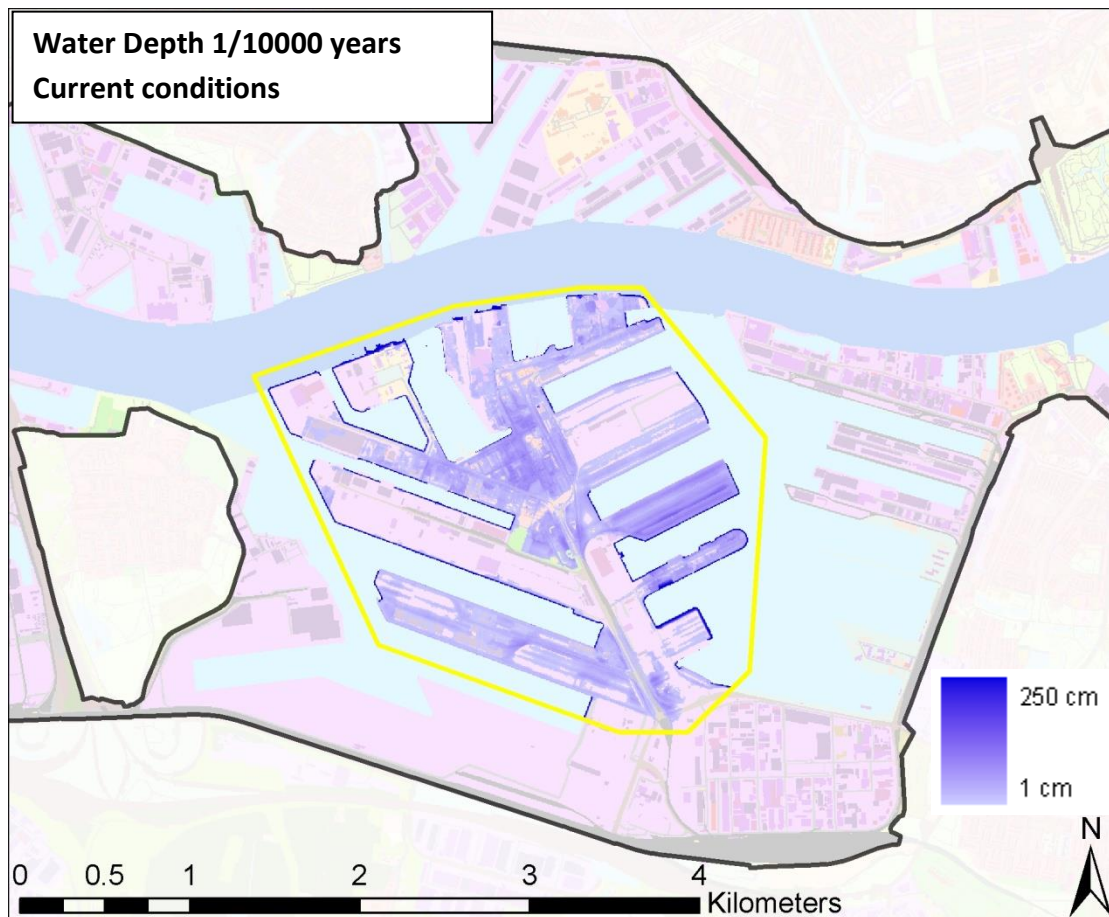 Water Depth 1/10000 years
Current conditions
250 cm
1 cm
N
0 0.5 1 2 3 4
Kilometers